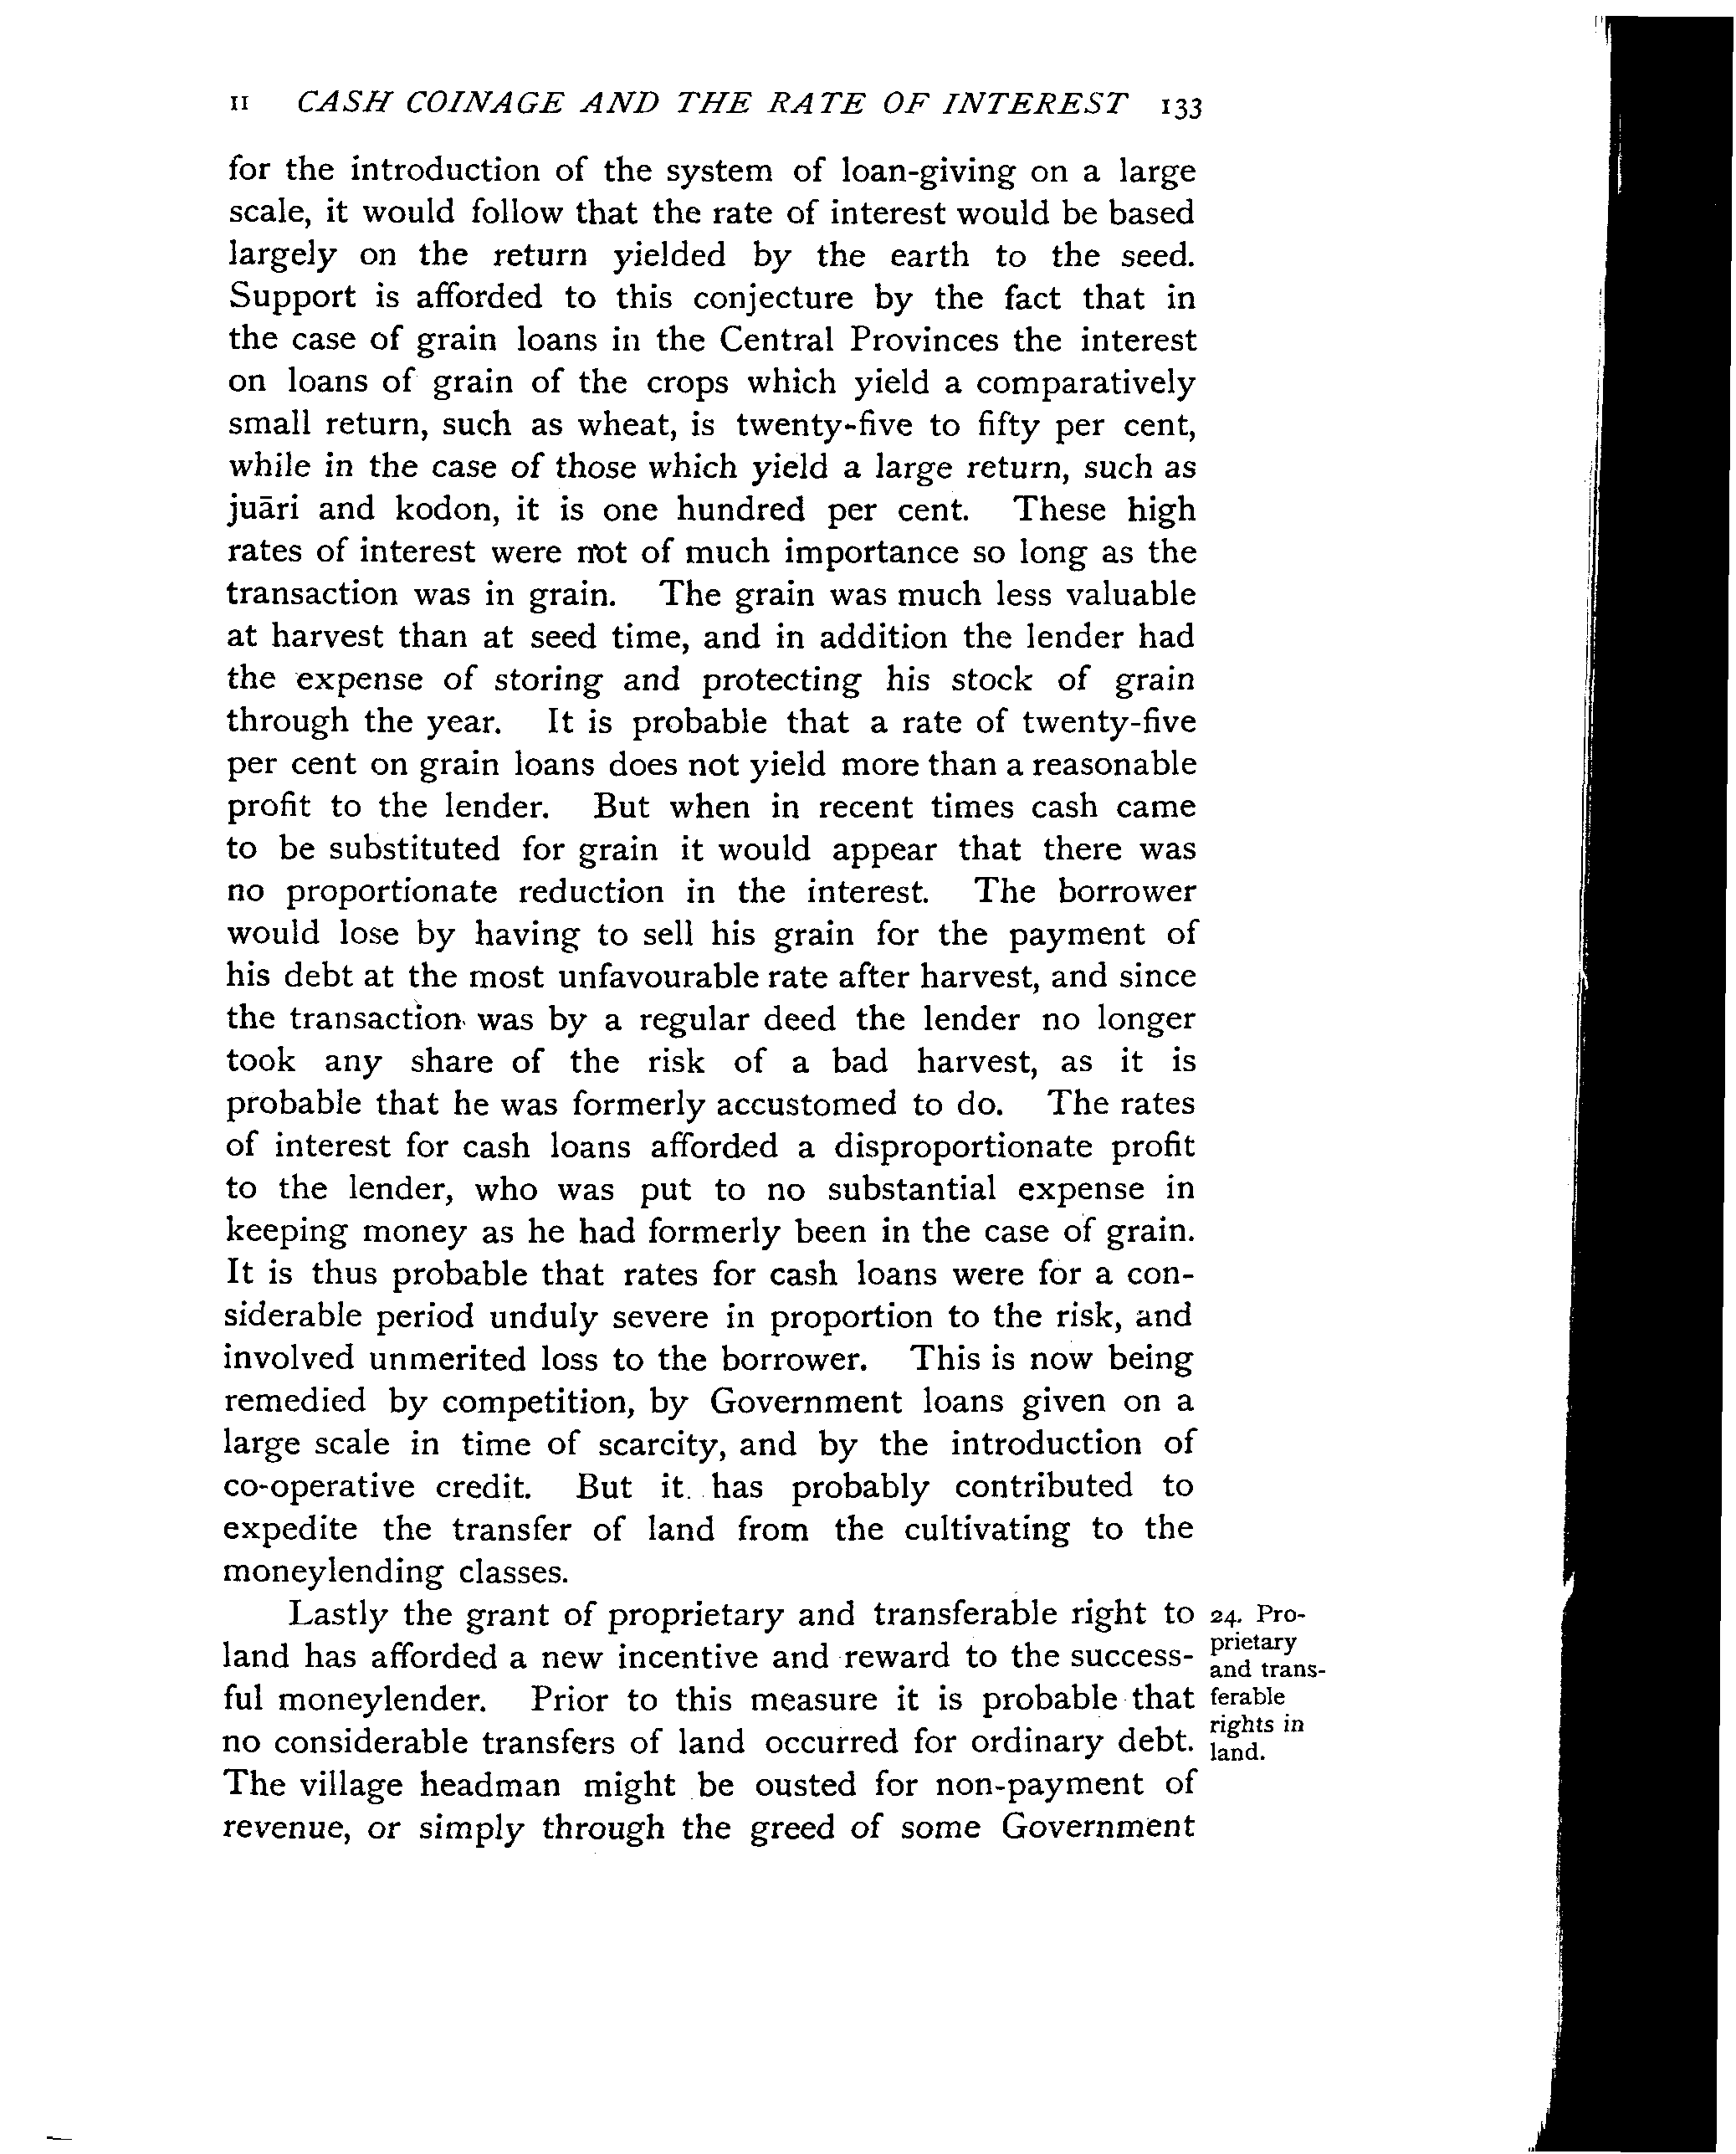 II CASH COINAGE AND THE RATE OF INTEREST 133
for the introduction of the system of loan-giving on a large
scale, it would follow that the rate of interest would be based
largely on the return yielded by the earth to the seed.
Support is afforded to this conjecture by the fact that in
the case of grain loans in the Central Provinces the interest
on loans of grain of the crops which yield a comparatively
small return, such as wheat, is twenty-five to fifty per cent,
while in the case of those which yield a large return, such as
juāri and kodon, it is one hundred per cent. These high
rates of interest were not of much importance so long as the
transaction was in grain. The grain was much less valuable
at harvest than at seed time, and in addition the lender had
the expense of storing and protecting his stock of grain
through the year. It is probable that a rate of twenty-five
per cent on grain loans does not yield more than a reasonable
profit to the lender. But when in recent times cash came
to be substituted for grain it would appear that there was
no proportionate reduction in the interest. The borrower
would lose by having to sell his grain for the payment of
his debt at the most unfavourable rate after harvest, and since
the transaction was by a regular deed the lender no longer
took any share of the risk of a bad harvest, as it is
probable that he was formerly accustomed to do. The rates
of interest for cash loans afforded a disproportionate profit
to the lender, who was put to no substantial expense in
keeping money as he had formerly been in the case of grain.
It is thus probable that rates for cash loans were for a con-
siderable period unduly severe in proportion to the risk, and
involved unmerited loss to the borrower. This is now being
remedied by competition, by Government loans given on a
large scale in time of scarcity, and by the introduction of
co-operative credit. But it has probably contributed to
expedite the transfer of land from the cultivating to the
moneylending classes.
Lastly the grant of proprietary and transferable right to
land has afforded a new incentive and reward to the success-
ful moneylender. Prior to this measure it is probable that
no considerable transfers of land occurred for ordinary debt.
The village headman might be ousted for non-payment of
revenue, or simply through the greed of some Government
24. Pro-
prietary
and trans-
ferable
rights in
land.